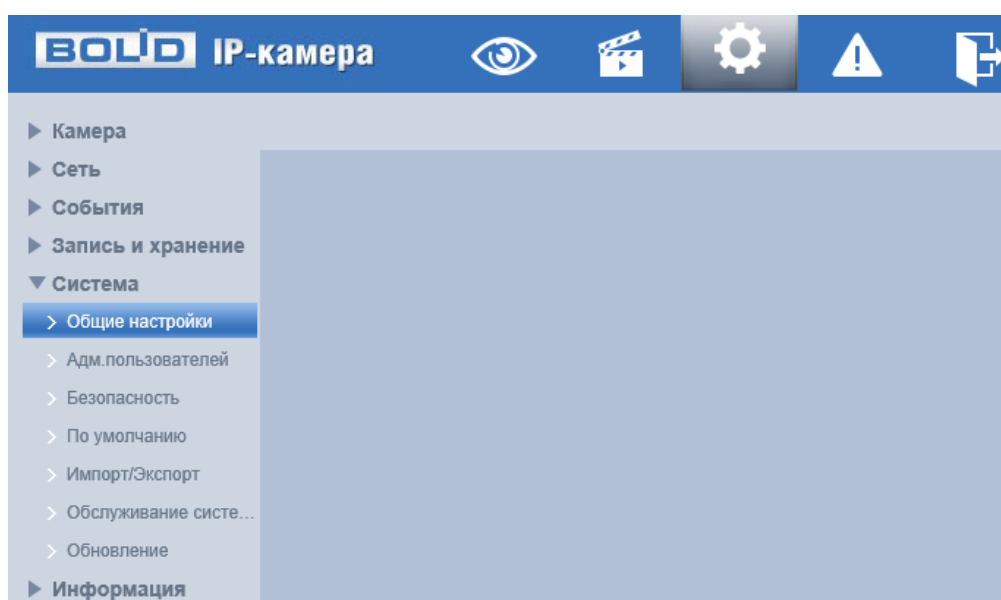 BOLID IP-камера
Камера
Сеть
События
Запись и хранение
Система
Общие настройки
Адм.пользователей
Безопасность
По умолчанию
Импорт/Экспорт
Обслуживание систе...
Обновление
Информация